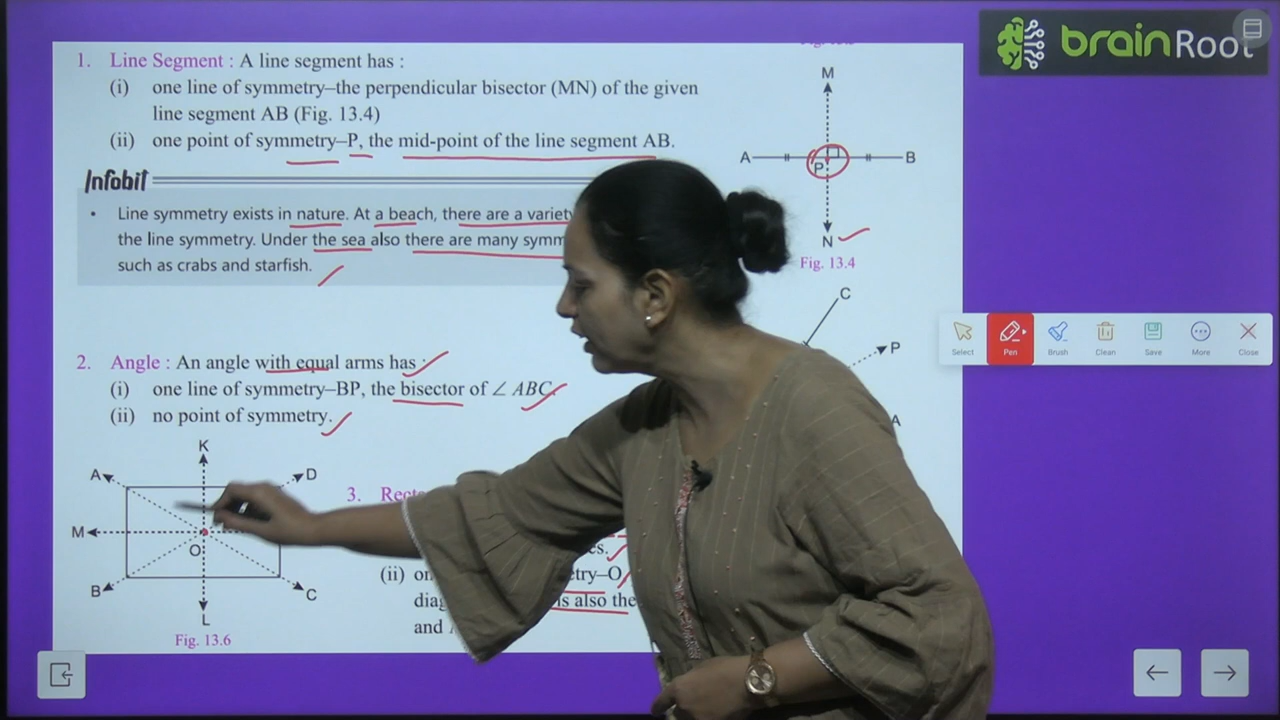 brainRoot
1. Line Segment : A line segment has :
(i) one line of symmetry–the perpendicular bisector (MN) of the given
line segment AB (Fig. 13.4)
(ii) one point of symmetry–P, the mid-point of the line segment AB.
M
A
B
P
N
Fig. 13.4
Infobit
• Line symmetry exists in nature. At a beach, there are a variety
the line symmetry. Under the sea also there are many
such as crabs and starfish.
C
P
A
Select
Pen
Brush
Clean
Save
More
Close
2. Angle : An angle with equal arms has :
(i) one line of symmetry–BP, the bisector of ∠ ABC.
(ii) no point of symmetry.
K
A
D
M
O
B
C
L
Fig. 13.6
3.
(ii)
O
is also the
and